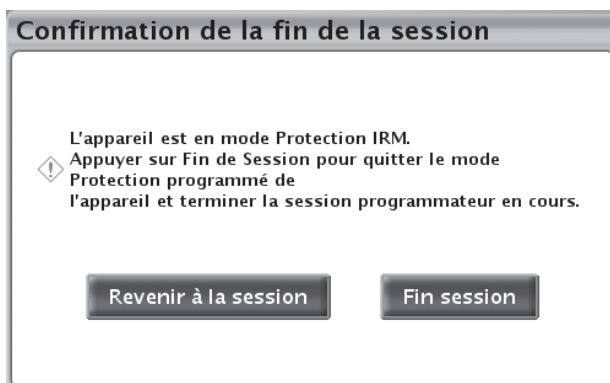 Confirmation de la fin de la session
L'appareil est en mode Protection IRM.
Appuyer sur Fin de Session pour quitter le mode
Protection programmé de
l'appareil et terminer la session programmateur en cours.
Revenir à la session
Fin session